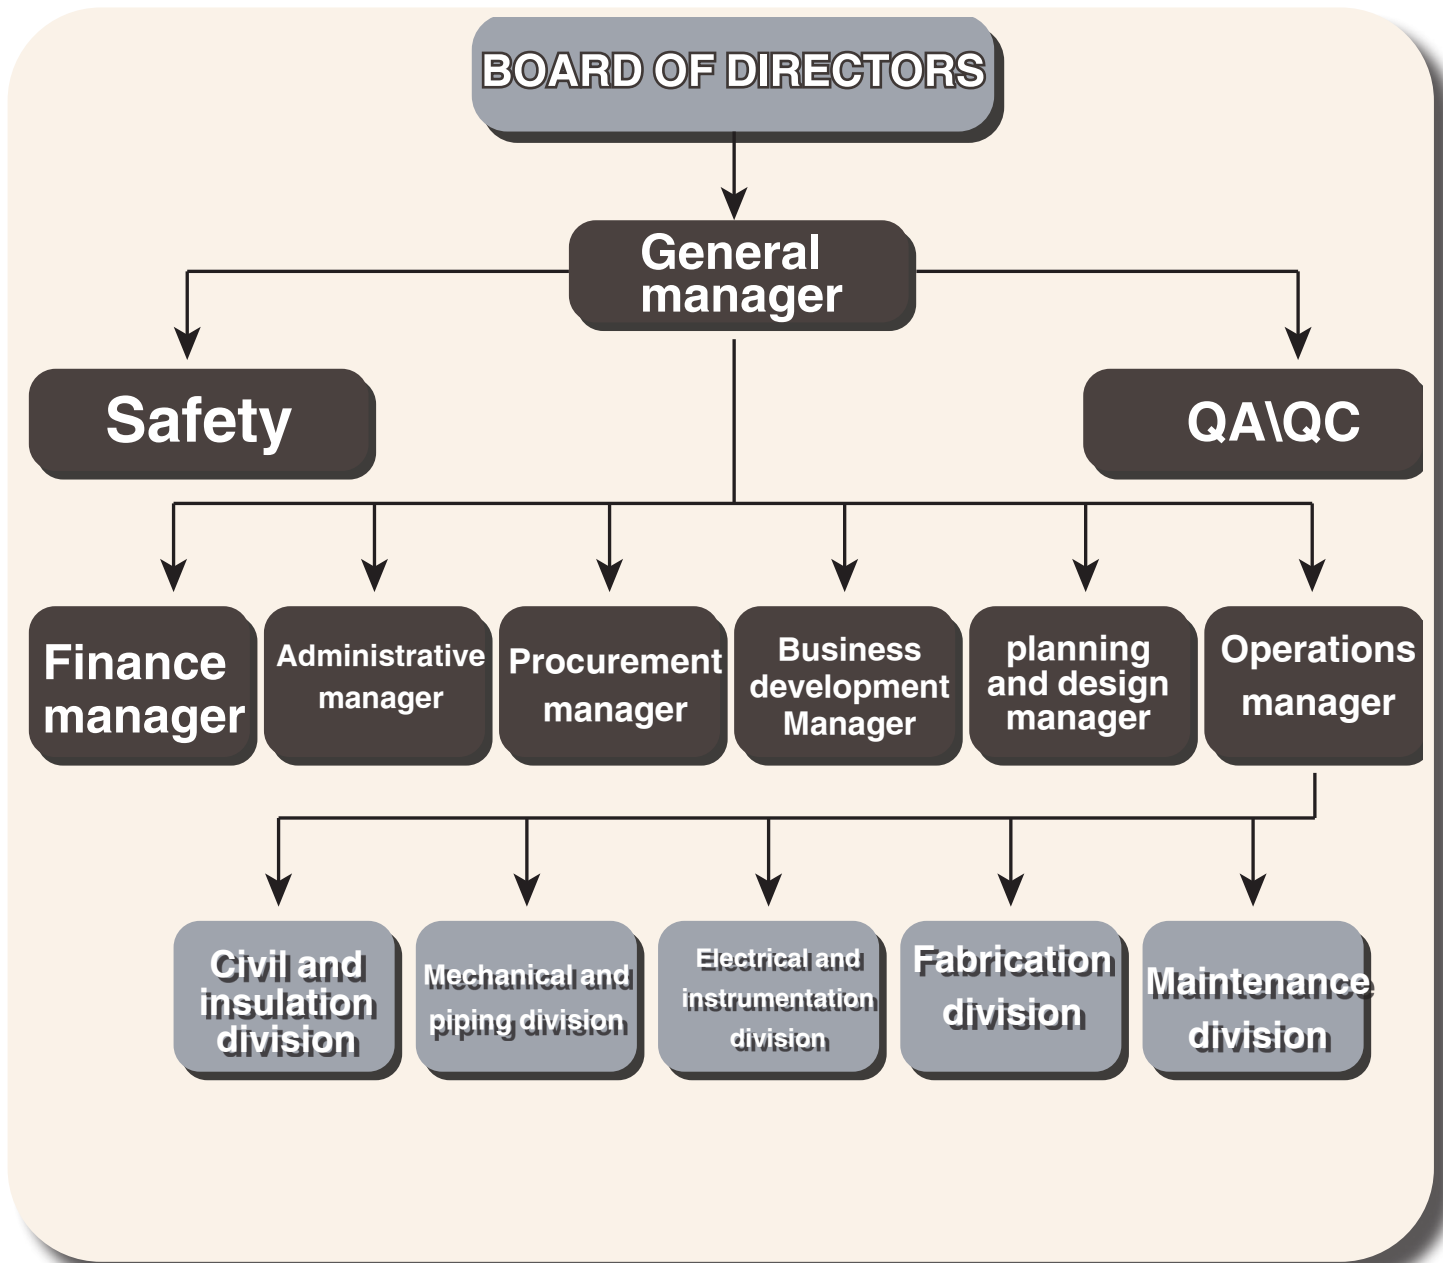 BOARD OF DIRECTORS
General
manager
Safety
QA\QC
Finance
manager
Administrative
manager
Procurement
manager
Business
development
Manager
planning
and design
manager
Operations
manager
Civil and
insulation
division
Mechanical and
piping division
Electrical and
instrumentation
division
Fabrication
division
Maintenance
division